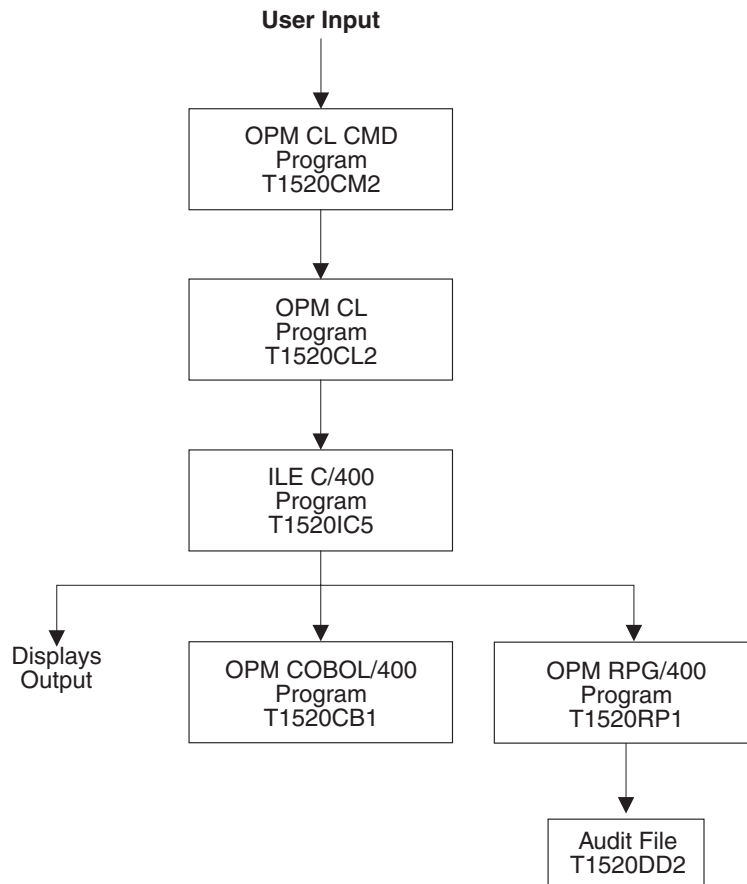 User Input
OPM CL CMD
Program
T1520CM2
OPM CL
Program
T1520CL2
ILE C/400
Program
T1520IC5
Displays
Output
OPM COBOL/400
Program
T1520CB1
OPM RPG/400
Program
T1520RP1
Audit File
T1520DD2